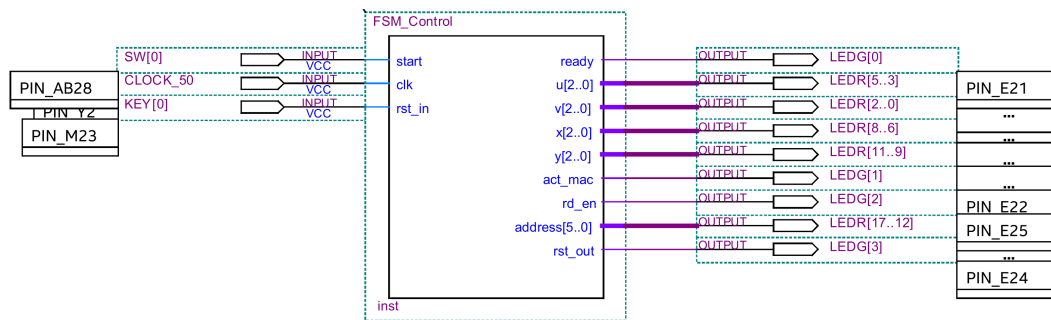 FSM_Control
SW[0]
INPUT
VCC
start
CLOCK_50
INPUT
VCC
clk
KEY[0]
INPUT
VCC
rst_in
PIN_AB28
PIN_Y2
PIN_M23
ready
OUTPUT
LEDG[0]
u[2..0]
OUTPUT
LEDR[5..3]
v[2..0]
OUTPUT
LEDR[2..0]
x[2..0]
OUTPUT
LEDR[8..6]
y[2..0]
OUTPUT
LEDR[11..9]
act_mac
OUTPUT
LEDG[1]
rd_en
OUTPUT
LEDG[2]
address[5..0]
OUTPUT
LEDR[17..12]
rst_out
OUTPUT
LEDG[3]
PIN_E21
...
...
...
PIN_E22
PIN_E25
...
PIN_E24
inst